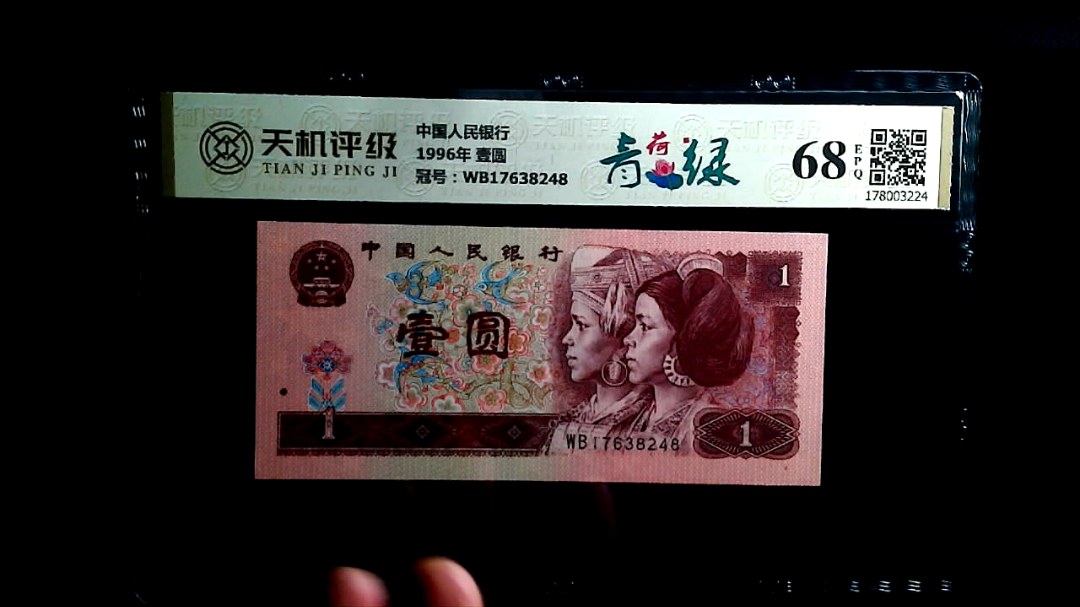 天机评级
TIAN JI PING JI
中国人民银行
1996年 壹圆
冠号：WB17638248
青荷绿
68
EPQ
178003224
中国人民银行
1
壹圆
1
WB17638248
1